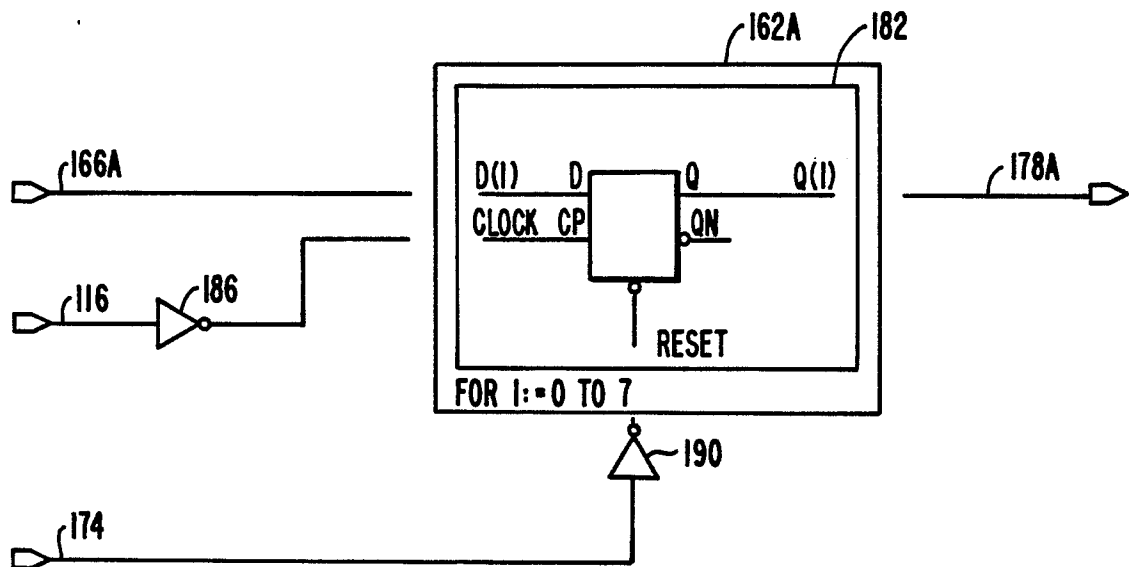 162A
182
166A
D(I) D Q Q(I)
178A
CLOCK CP QN
116
186
RESET
FOR I:=0 TO 7
190
174